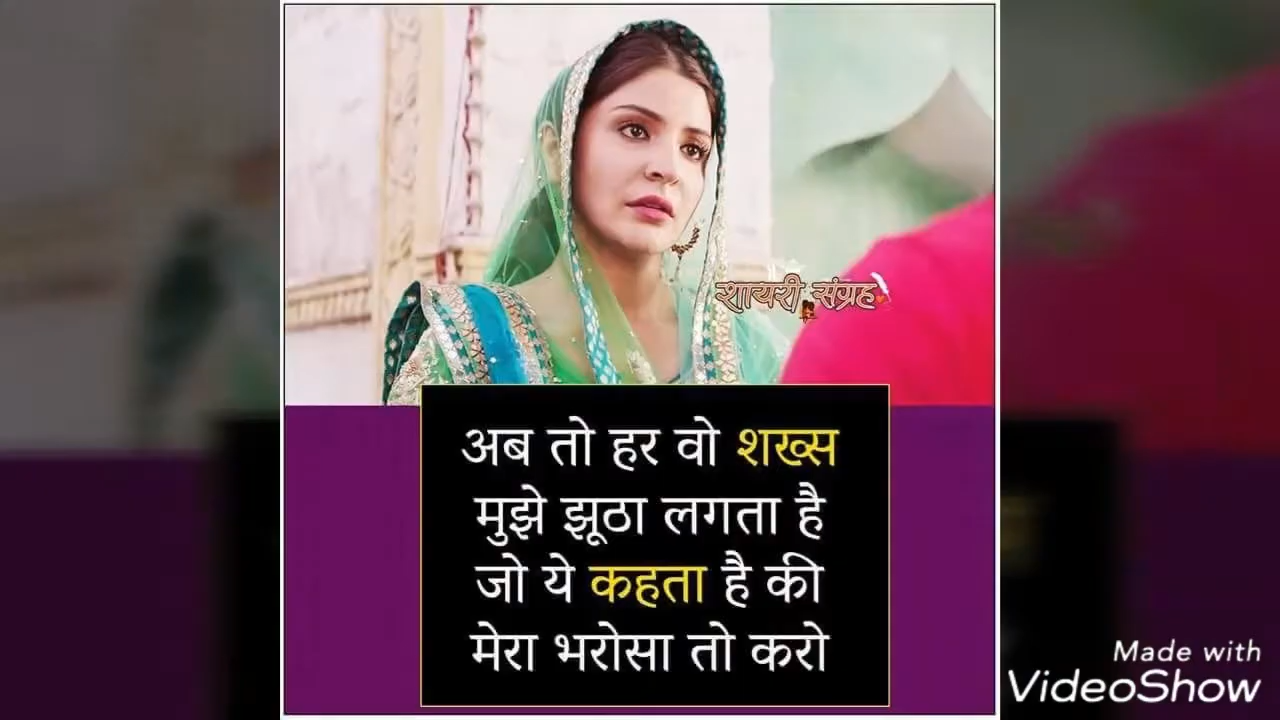 शायरी संग्रह
अब तो हर वो शख्स
मुझे झूठा लगता है
जो ये कहता है की
मेरा भरोसा तो करो
Made with
VideoShow